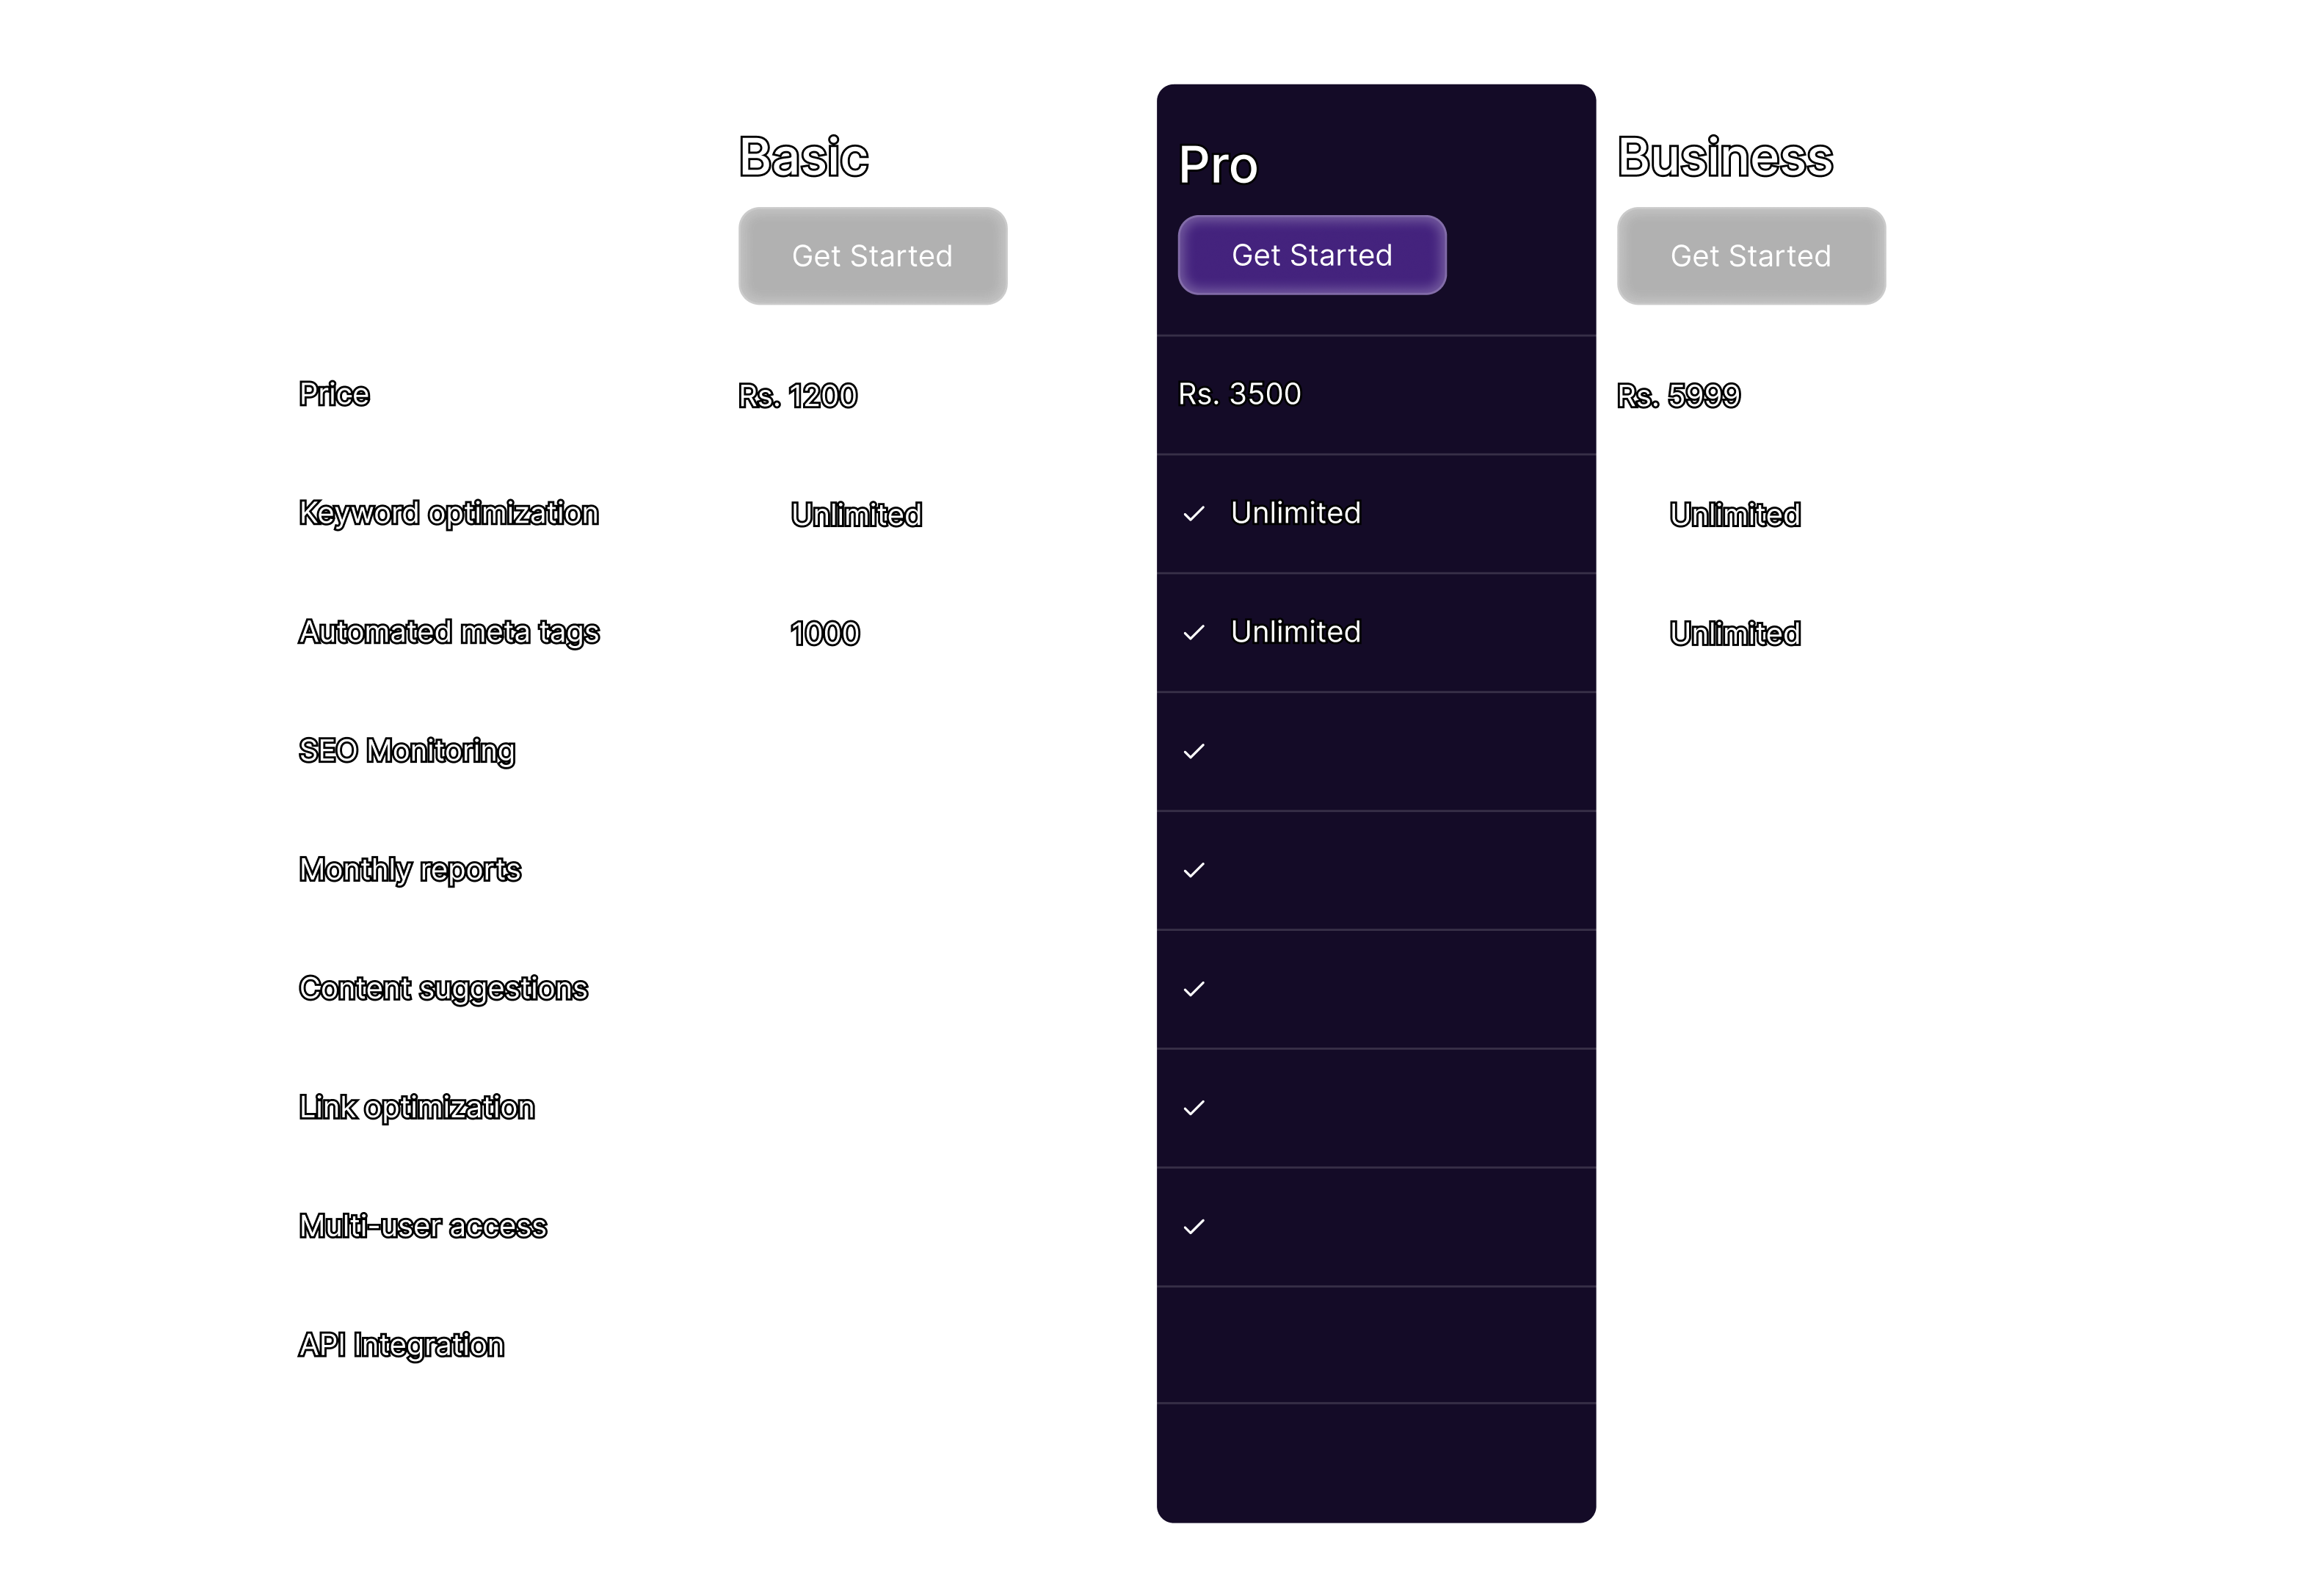 Basic Pro Business
Get Started Get Started Get Started
Price Rs. 1200 Rs. 3500 Rs. 5999
Keyword optimization Unlimited Unlimited Unlimited
Automated meta tags 1000 Unlimited Unlimited
SEO Monitoring
Monthly reports
Content suggestions
Link optimization
Multi-user access
API Integration